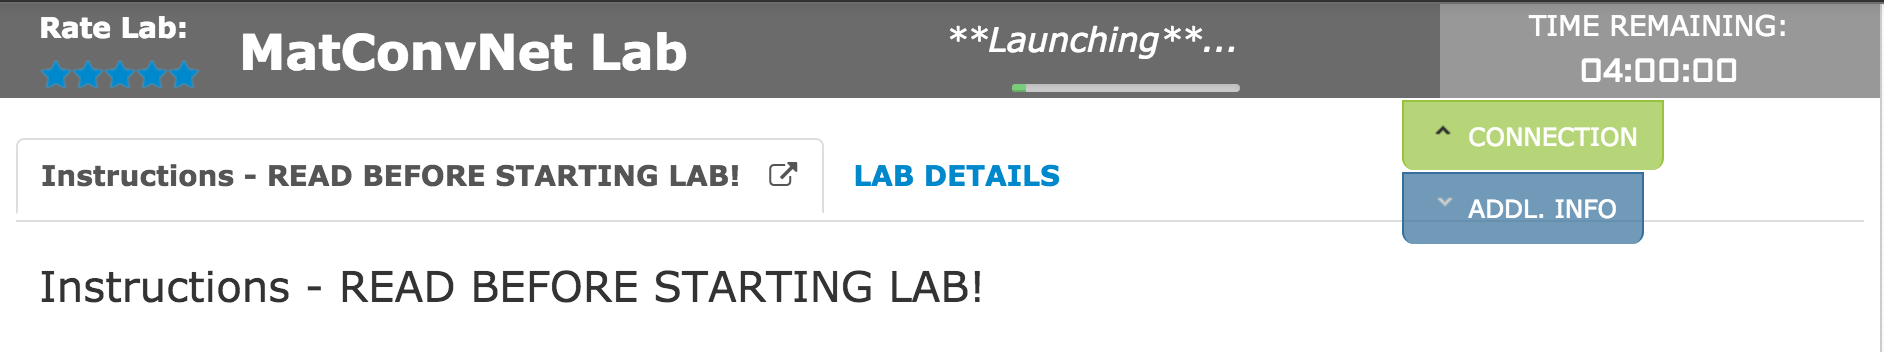 Rate Lab:
MatConvNet Lab
**Launching**...
TIME REMAINING:
04:00:00
CONNECTION
Instructions - READ BEFORE STARTING LAB!
LAB DETAILS
ADDL. INFO
Instructions - READ BEFORE STARTING LAB!